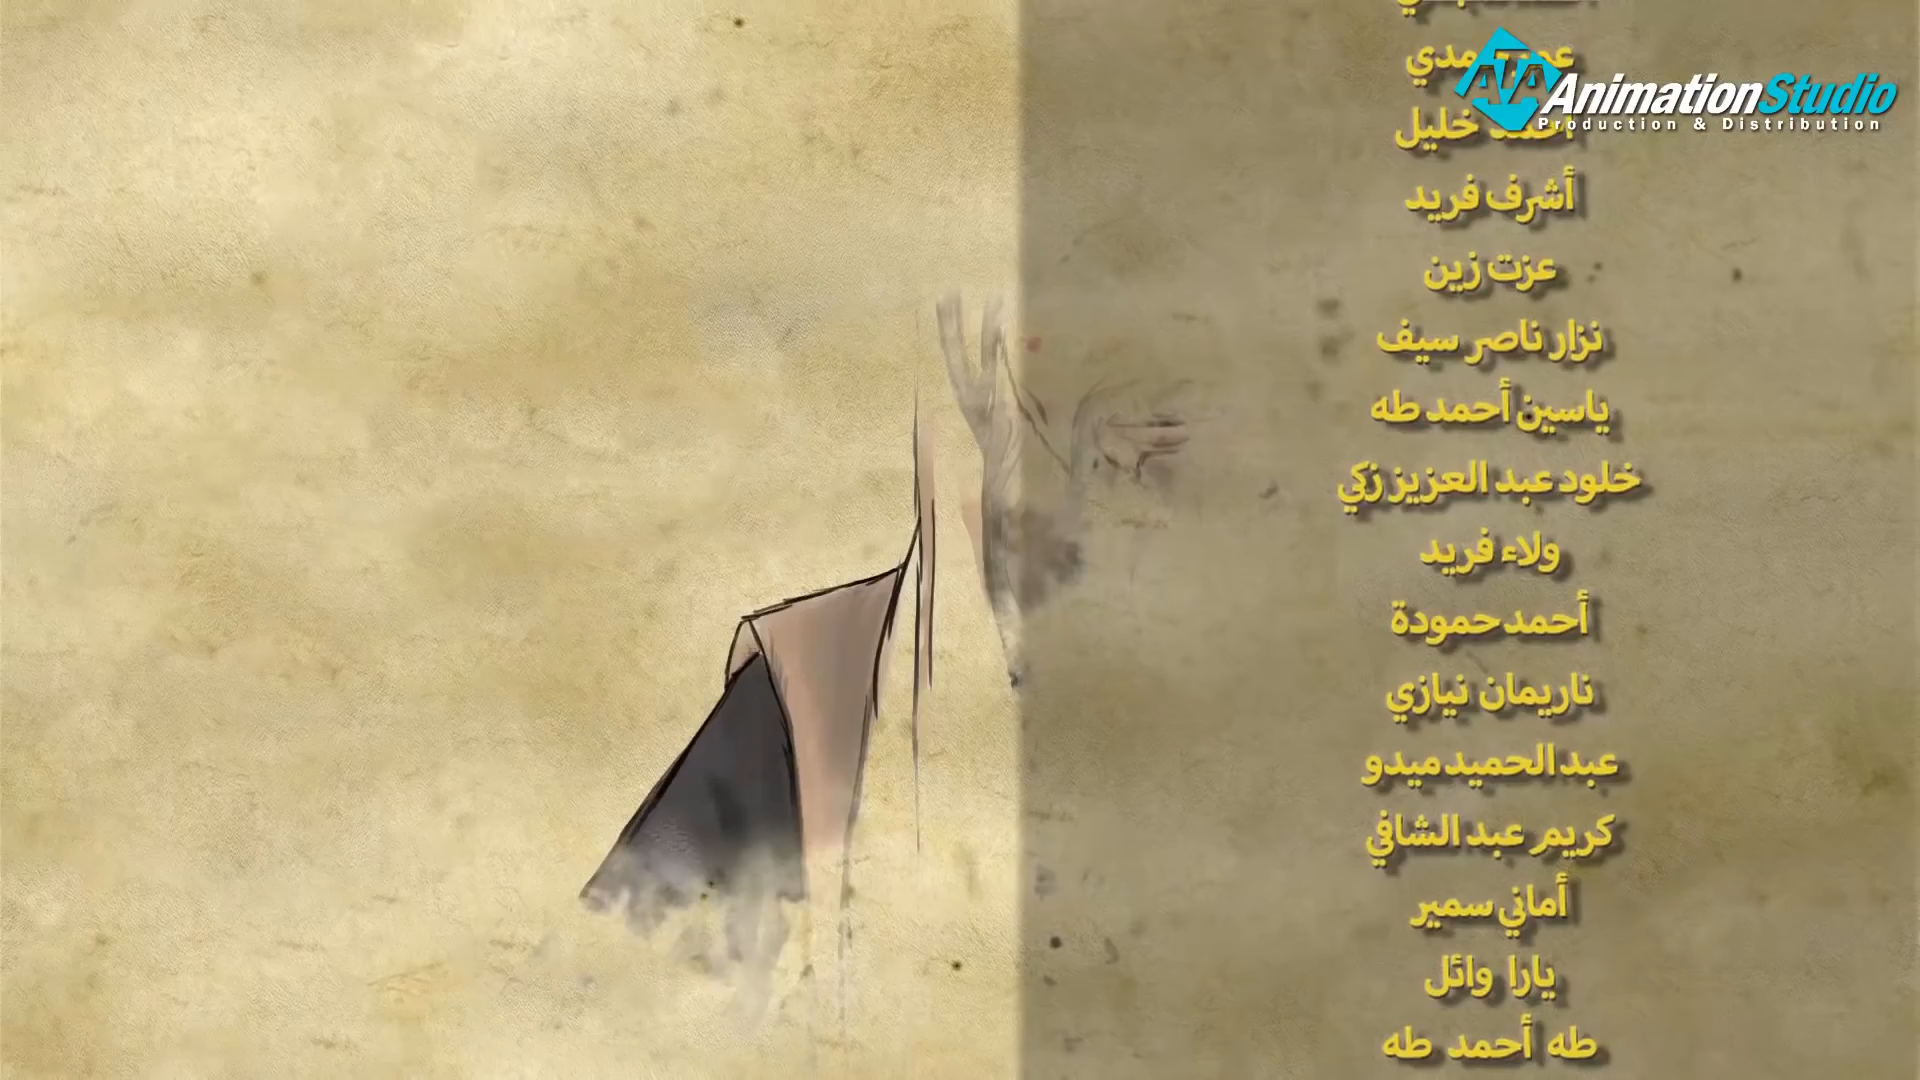 AnimationStudio
Production & Distribution
خليل
أشرف فريد
عزت زين
نزار ناصر سيف
ياسين أحمد طه
خلود عبد العزيز زكي
ولاء فريد
أحمد حمودة
ناريمان نيازي
عبد الحميد ميدو
كريم عبد الشافي
أماني سمير
يارا وائل
طه أحمد طه